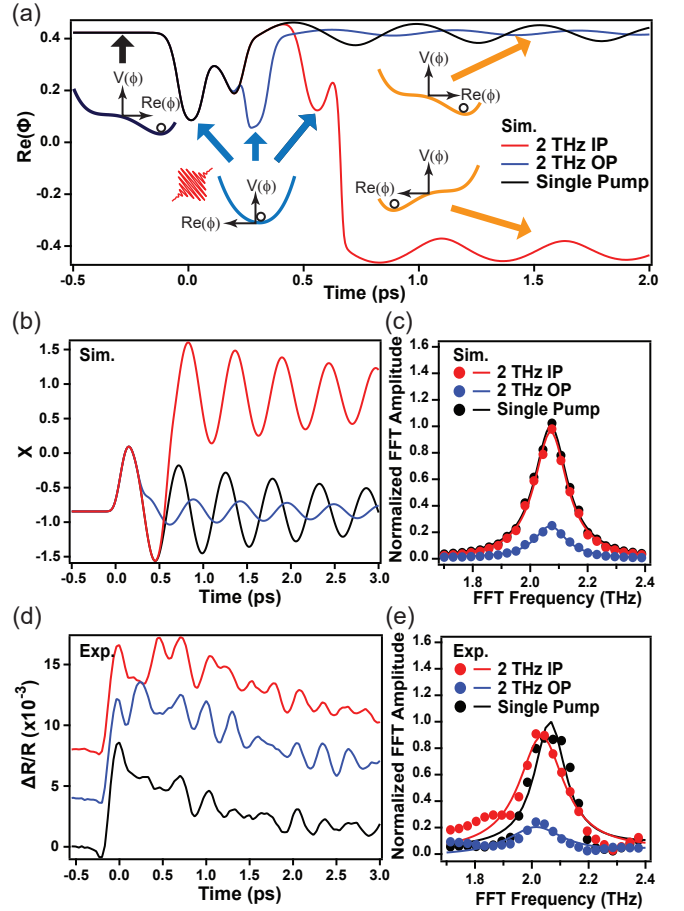 (a)
Re(Φ)
0.4
0.2
0.0
-0.2
-0.4
V(ϕ)
Re(ϕ)
V(ϕ)
Re(ϕ)
V(ϕ)
Re(ϕ)
V(ϕ)
Re(ϕ)
Sim.
2 THz IP
2 THz OP
Single Pump
-0.5
0.0
0.5
1.0
1.5
2.0
Time (ps)
(b)
X
1.5
1.0
0.5
0.0
-0.5
-1.0
-1.5
Sim.
-0.5
0.0
0.5
1.0
1.5
2.0
2.5
3.0
Time (ps)
(c)
Normalized FFT Amplitude
1.6
1.4
1.2
1.0
0.8
0.6
0.4
0.2
0.0
Sim.
2 THz IP
2 THz OP
Single Pump
1.8
2.0
2.2
2.4
FFT Frequency (THz)
(d)
ΔR/R (x10⁻³)
15
10
5
0
Exp.
-0.5
0.0
0.5
1.0
1.5
2.0
2.5
3.0
Time (ps)
(e)
Normalized FFT Amplitude
1.6
1.4
1.2
1.0
0.8
0.6
0.4
0.2
0.0
Exp.
2 THz IP
2 THz OP
Single Pump
1.8
2.0
2.2
2.4
FFT Frequency (THz)